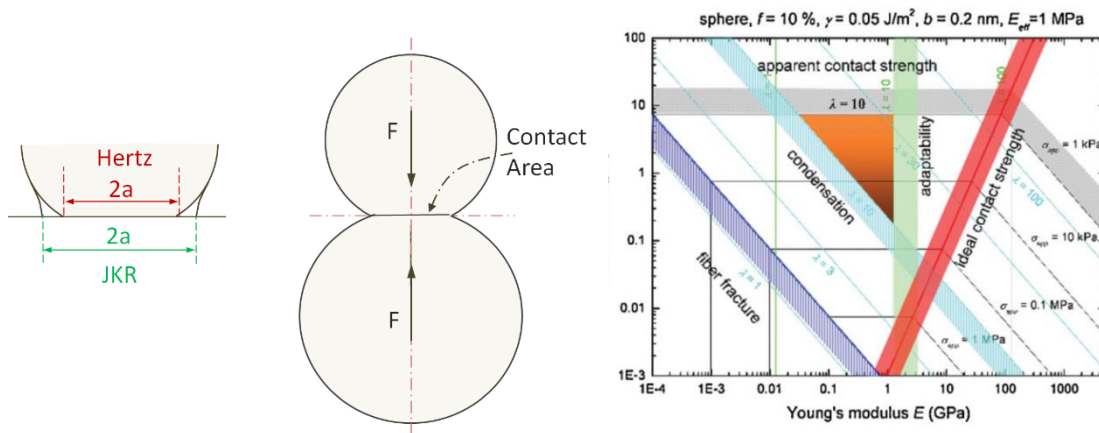 Hertz
2a
2a
JKR
F
F
Contact
Area
sphere, f = 10 %, γ = 0.05 J/m², b = 0.2 nm, E_eff=1 MPa
100
10
1
0.1
0.01
1E-3
1E-4
1E-3
0.01
0.1
1
10
100
1000
Young's modulus E (GPa)
apparent contact strength
λ = 10
λ = 10
λ = 100
adaptability
condensation
λ = 10
λ = 30
λ = 100
ideal contact strength
fiber fracture
λ = 1
λ = 3
σ_app = 1 kPa
σ_app = 10 kPa
σ_app = 0.1 MPa
σ_app = 1 MPa